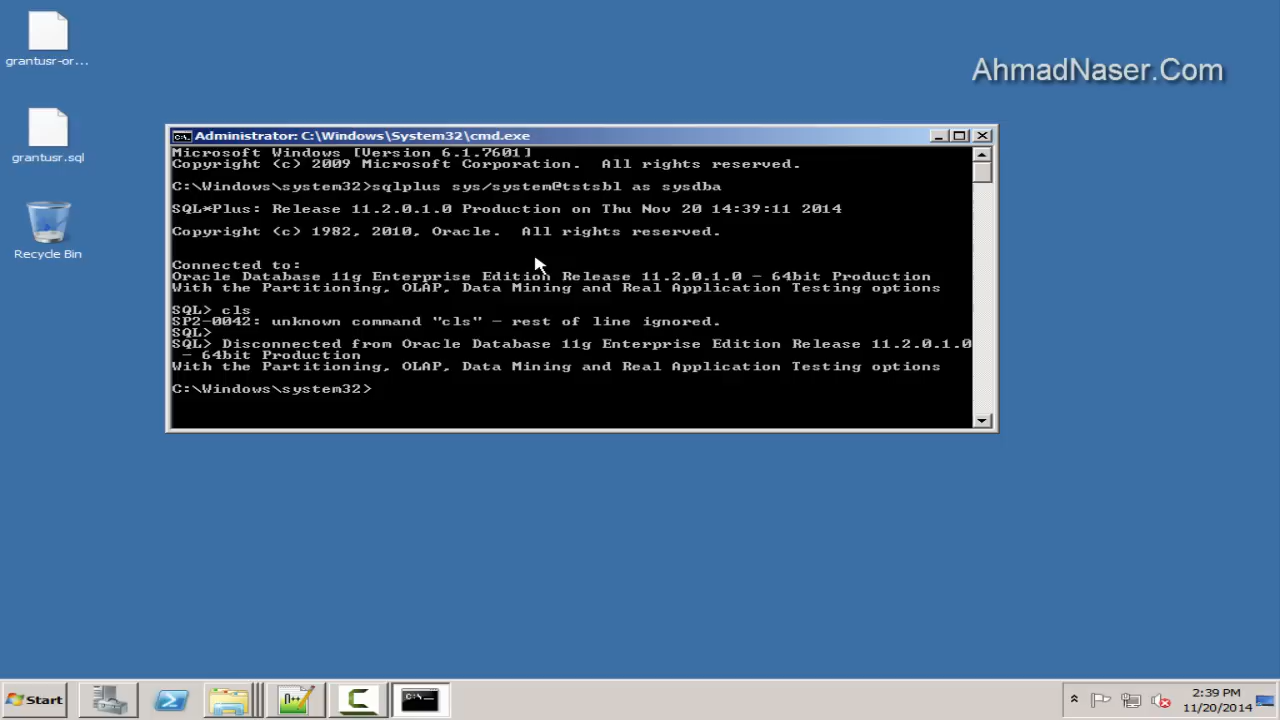 grantusr-or...
AhmadNaser.Com
grantusr.sql
Recycle Bin
Administrator: C:\Windows\System32\cmd.exe
Microsoft Windows [Version 6.1.7601]
Copyright (c) 2009 Microsoft Corporation.  All rights reserved.
C:\Windows\system32>sqlplus sys/system@tstsbl as sysdba
SQL*Plus: Release 11.2.0.1.0 Production on Thu Nov 20 14:39:11 2014
Copyright (c) 1982, 2010, Oracle.  All rights reserved.
Connected to:
Oracle Database 11g Enterprise Edition Release 11.2.0.1.0 - 64bit Production
With the Partitioning, OLAP, Data Mining and Real Application Testing options
SQL> cls
SP2-0042: unknown command "cls" - rest of line ignored.
SQL>
SQL> Disconnected from Oracle Database 11g Enterprise Edition Release 11.2.0.1.0
 - 64bit Production
With the Partitioning, OLAP, Data Mining and Real Application Testing options
C:\Windows\system32>
Start
2:39 PM
11/20/2014